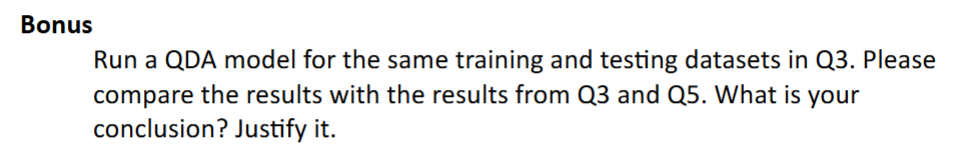 Bonus
Run a QDA model for the same training and testing datasets in Q3. Please
compare the results with the results from Q3 and Q5. What is your
conclusion? Justify it.